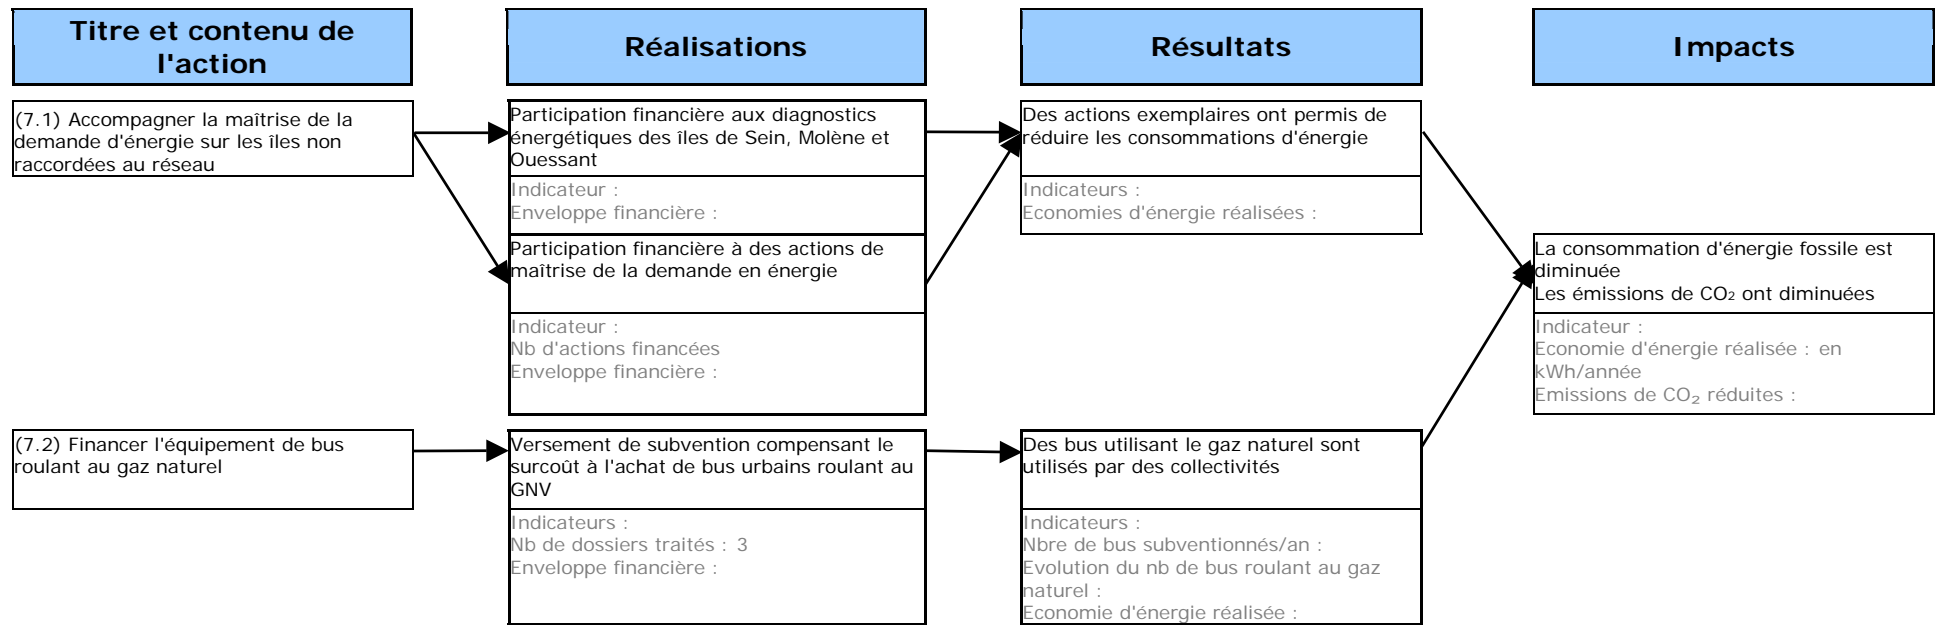 Titre et contenu de
l'action
Réalisations
Résultats
Impacts
(7.1) Accompagner la maîtrise de la
demande d'énergie sur les îles non
raccordées au réseau
Participation financière aux diagnostics
énergétiques des îles de Sein, Molène et
Ouessant
Indicateur :
Enveloppe financière :
Participation financière à des actions de
maîtrise de la demande en énergie
Indicateur :
Nb d'actions financées
Enveloppe financière :
Des actions exemplaires ont permis de
réduire les consommations d'énergie
Indicateurs :
Economies d'énergie réalisées :
La consommation d'énergie fossile est
diminuée
Les émissions de CO₂ ont diminuées
Indicateur :
Economie d'énergie réalisée : en
kWh/année
Emissions de CO₂ réduites :
(7.2) Financer l'équipement de bus
roulant au gaz naturel
Versement de subvention compensant le
surcoût à l'achat de bus urbains roulant au
GNV
Indicateurs :
Nb de dossiers traités : 3
Enveloppe financière :
Des bus utilisant le gaz naturel sont
utilisés par des collectivités
Indicateurs :
Nbre de bus subventionnés/an :
Evolution du nb de bus roulant au gaz
naturel :
Economie d'énergie réalisée :